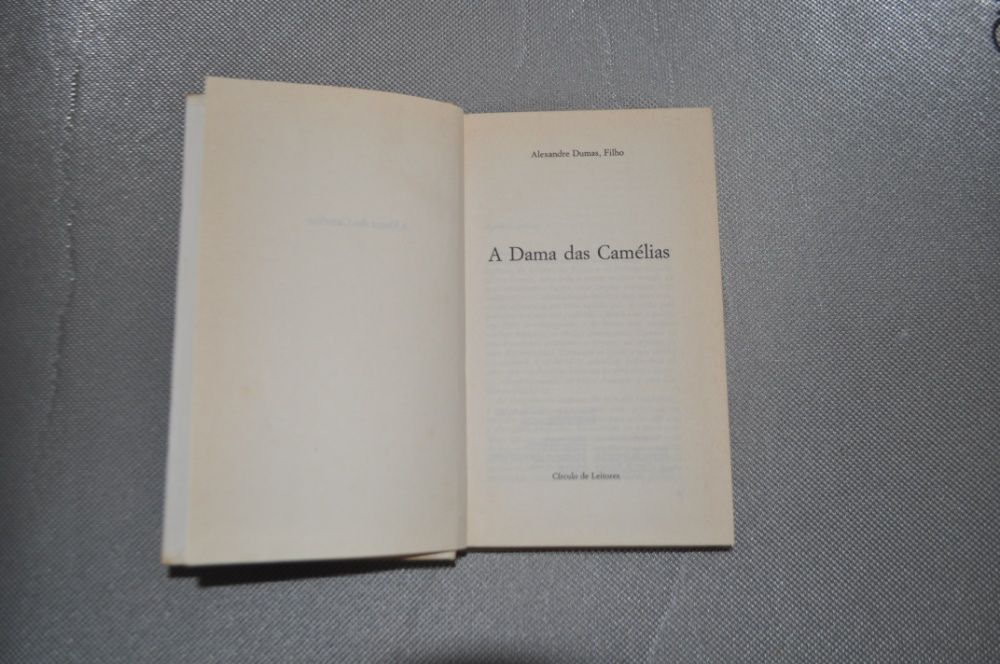 Alexandre Dumas, Filho
A Dama das Camélias
Círculo de Leitores